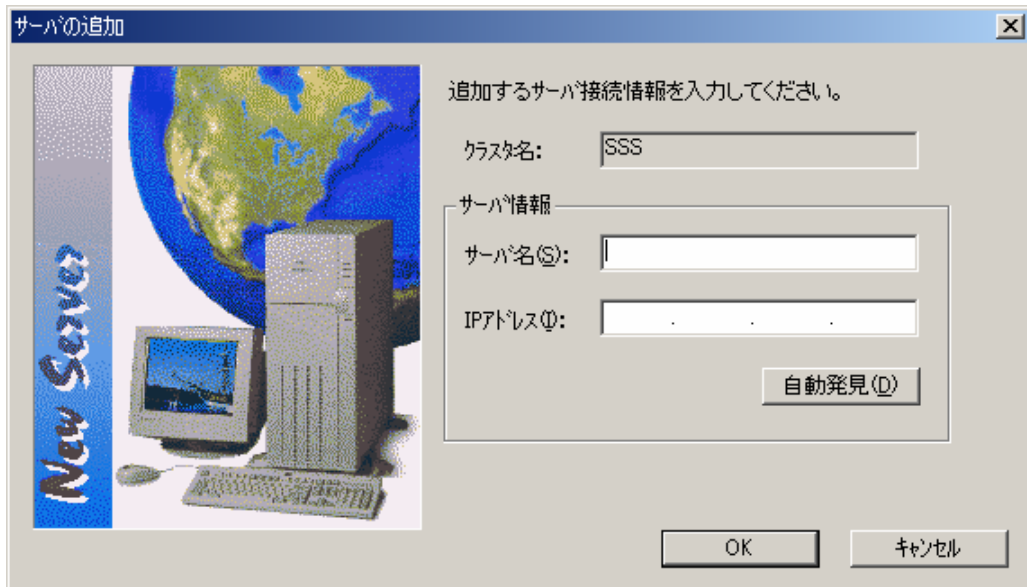 サーバの追加
追加するサーバ接続情報を入力してください。
クラスタ名:
SSS
サーバ情報
サーバ名(S):
IPアドレス(I):
. . .
自動発見(D)
New Server
OK
キャンセル